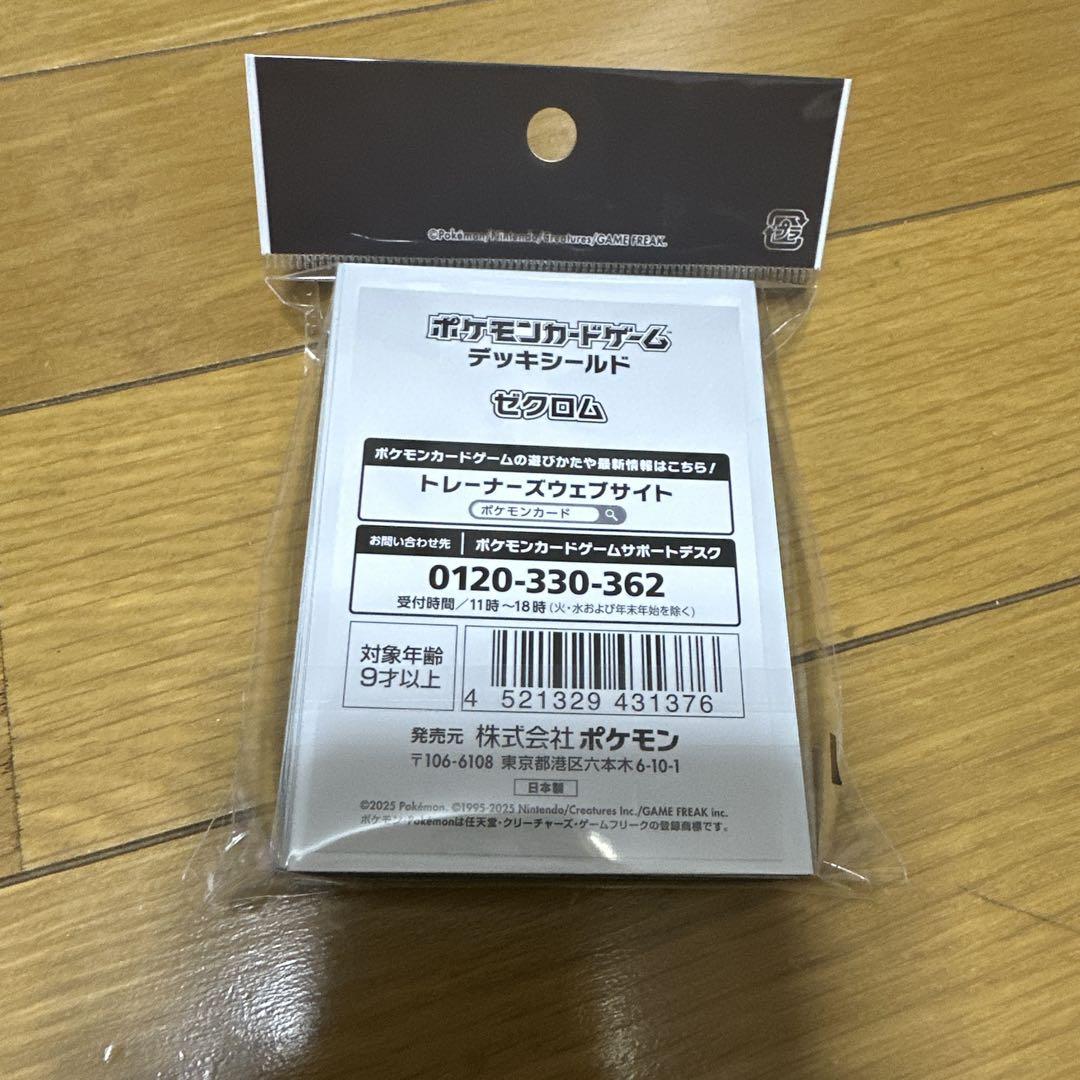 ©Pokémon/Nintendo/Creatures/GAME FREAK.
プラ
ポケモンカードゲーム
デッキシールド
ゼクロム
ポケモンカードゲームの遊びかたや最新情報はこちら!
トレーナーズウェブサイト
ポケモンカード
お問い合わせ先 | ポケモンカードゲームサポートデスク
0120-330-362
受付時間/11時~18時(火・水および年末年始を除く)
対象年齢
9才以上
4 521329 431376
発売元 株式会社ポケモン
〒106-6108 東京都港区六本木6-10-1
日本製
©2025 Pokémon. ©1995-2025 Nintendo/Creatures Inc./GAME FREAK inc.
ポケモン・Pokémonは任天堂・クリーチャーズ・ゲームフリークの登録商標です。